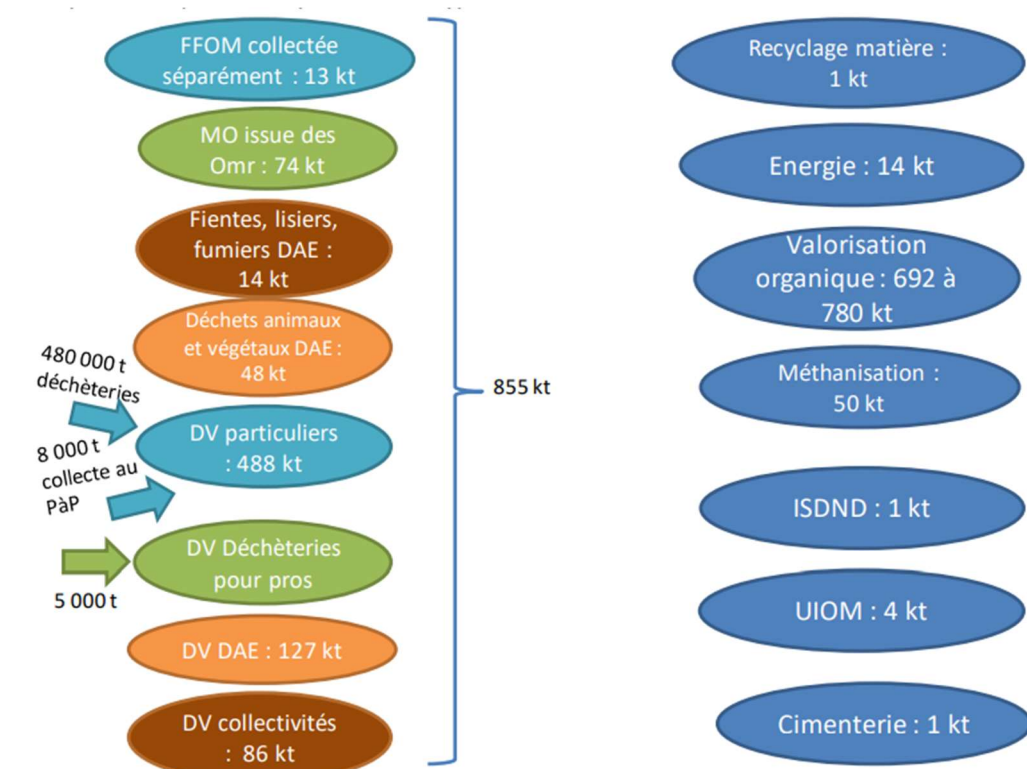 FFOM collectée
séparément : 13 kt
MO issue des
Omr : 74 kt
Fientes, lisiers,
fumiers DAE :
14 kt
Déchets animaux
et végétaux DAE :
48 kt
480 000 t
déchèteries
DV particuliers
: 488 kt
8 000 t
collecte au
PàP
DV Déchèteries
pour pros
5 000 t
DV DAE : 127 kt
DV collectivités
: 86 kt
855 kt
Recyclage matière :
1 kt
Energie : 14 kt
Valorisation
organique : 692 à
780 kt
Méthanisation :
50 kt
ISDND : 1 kt
UIOM : 4 kt
Cimenterie : 1 kt